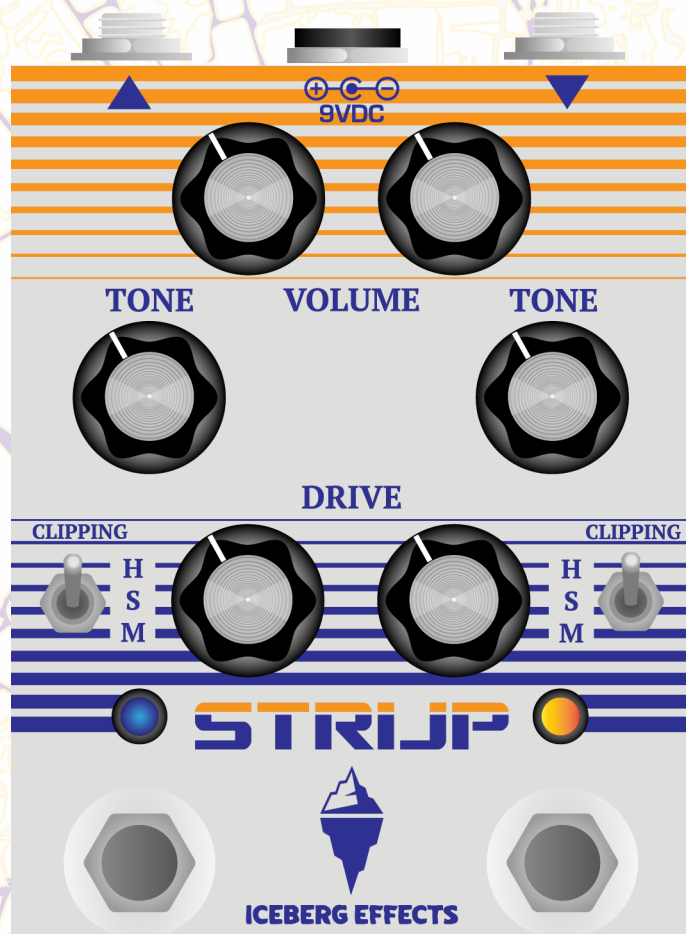 9VDC
TONE VOLUME TONE
DRIVE
CLIPPING CLIPPING
H H
S S
M M
STRIJP
ICEBERG EFFECTS